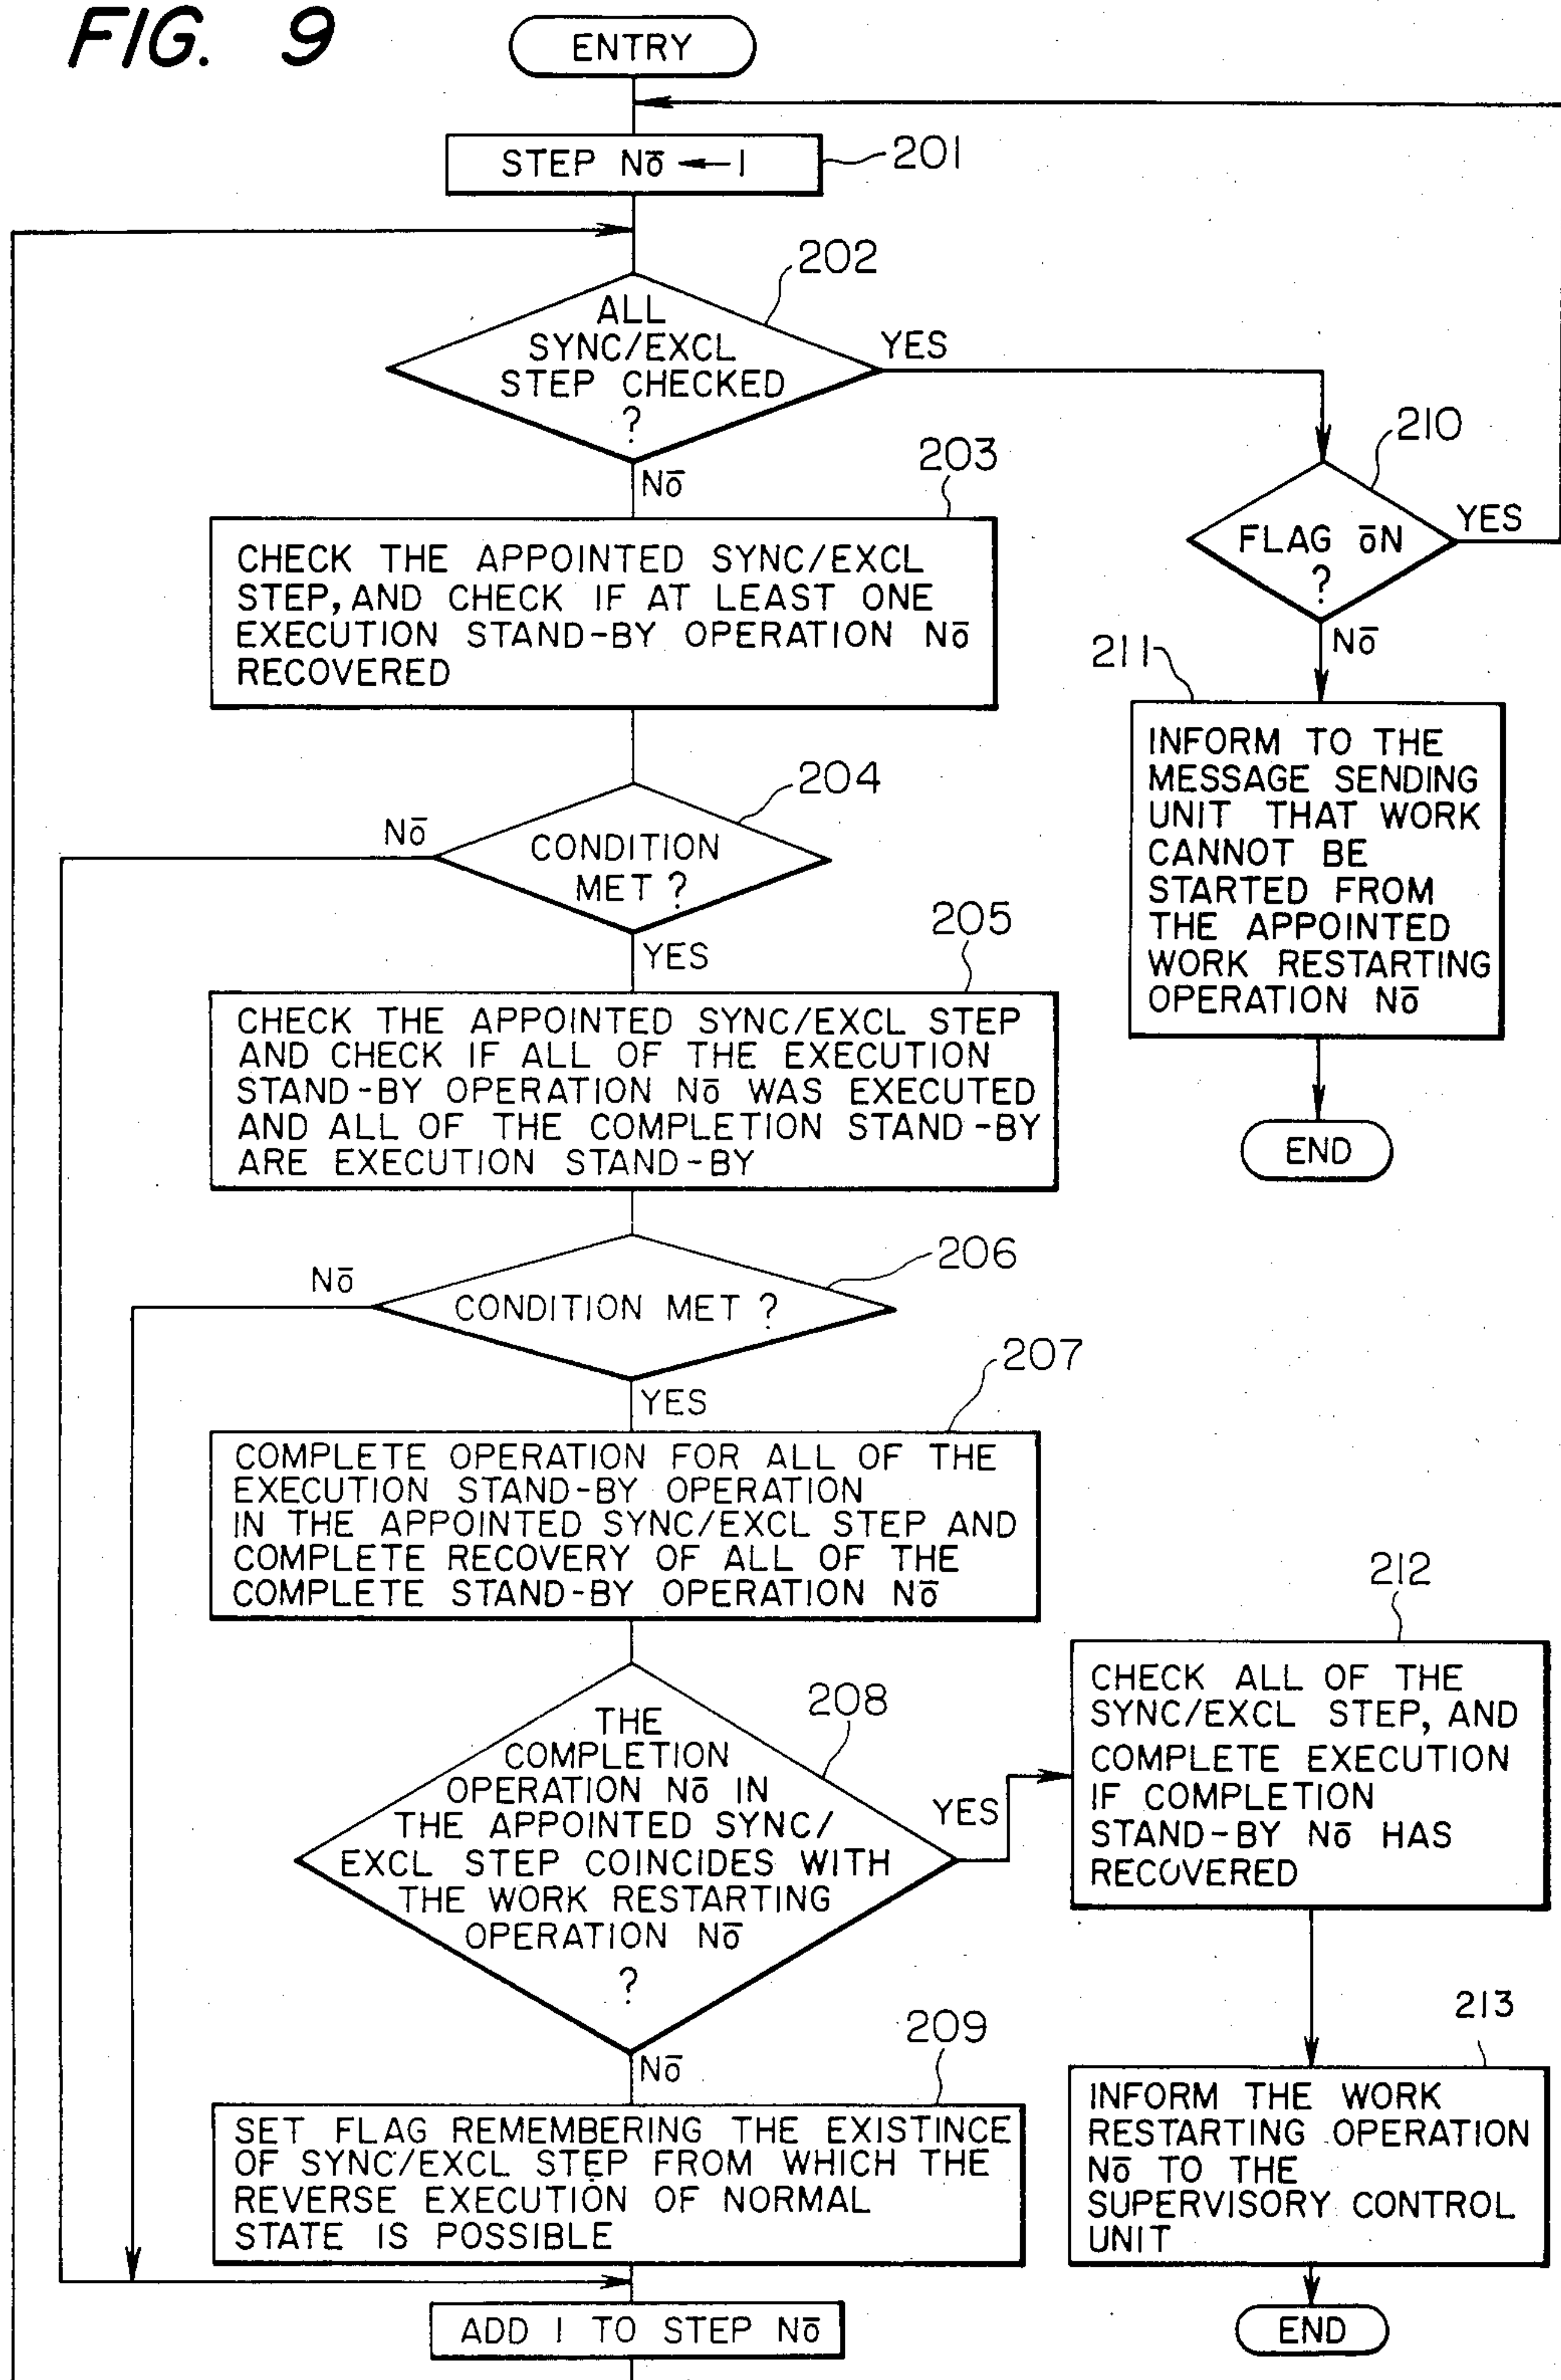 FIG. 9
ENTRY
STEP Nō ← 1
201
202
ALL
SYNC/EXCL
STEP CHECKED
?
YES
Nō
203
CHECK THE APPOINTED SYNC/EXCL
STEP, AND CHECK IF AT LEAST ONE
EXECUTION STAND-BY OPERATION Nō
RECOVERED
210
FLAG ōN
?
YES
Nō
211
INFORM TO THE
MESSAGE SENDING
UNIT THAT WORK
CANNOT BE
STARTED FROM
THE APPOINTED
WORK RESTARTING
OPERATION Nō
END
204
Nō
CONDITION
MET ?
YES
205
CHECK THE APPOINTED SYNC/EXCL STEP
AND CHECK IF ALL OF THE EXECUTION
STAND-BY OPERATION Nō WAS EXECUTED
AND ALL OF THE COMPLETION STAND-BY
ARE EXECUTION STAND-BY
206
Nō
CONDITION MET ?
YES
207
COMPLETE OPERATION FOR ALL OF THE
EXECUTION STAND-BY OPERATION
IN THE APPOINTED SYNC/EXCL STEP AND
COMPLETE RECOVERY OF ALL OF THE
COMPLETE STAND-BY OPERATION Nō
208
THE
COMPLETION
OPERATION Nō IN
THE APPOINTED SYNC/
EXCL STEP COINCIDES WITH
THE WORK RESTARTING
OPERATION Nō
?
YES
Nō
212
CHECK ALL OF THE
SYNC/EXCL STEP, AND
COMPLETE EXECUTION
IF COMPLETION
STAND-BY Nō HAS
RECOVERED
209
SET FLAG REMEMBERING THE EXISTINCE
OF SYNC/EXCL STEP FROM WHICH THE
REVERSE EXECUTION OF NORMAL
STATE IS POSSIBLE
213
INFORM THE WORK
RESTARTING OPERATION
Nō TO THE
SUPERVISORY CONTROL
UNIT
ADD 1 TO STEP Nō
END